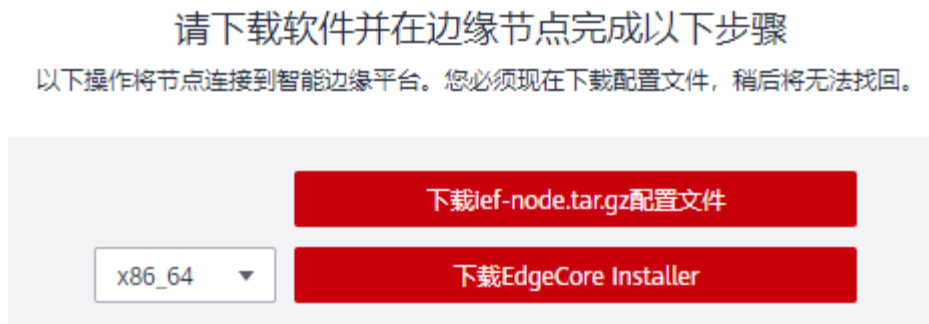 请下载软件并在边缘节点完成以下步骤
以下操作将节点连接到智能边缘平台。您必须现在下载配置文件，稍后将无法找回。
下载ief-node.tar.gz配置文件
x86_64
下载EdgeCore Installer